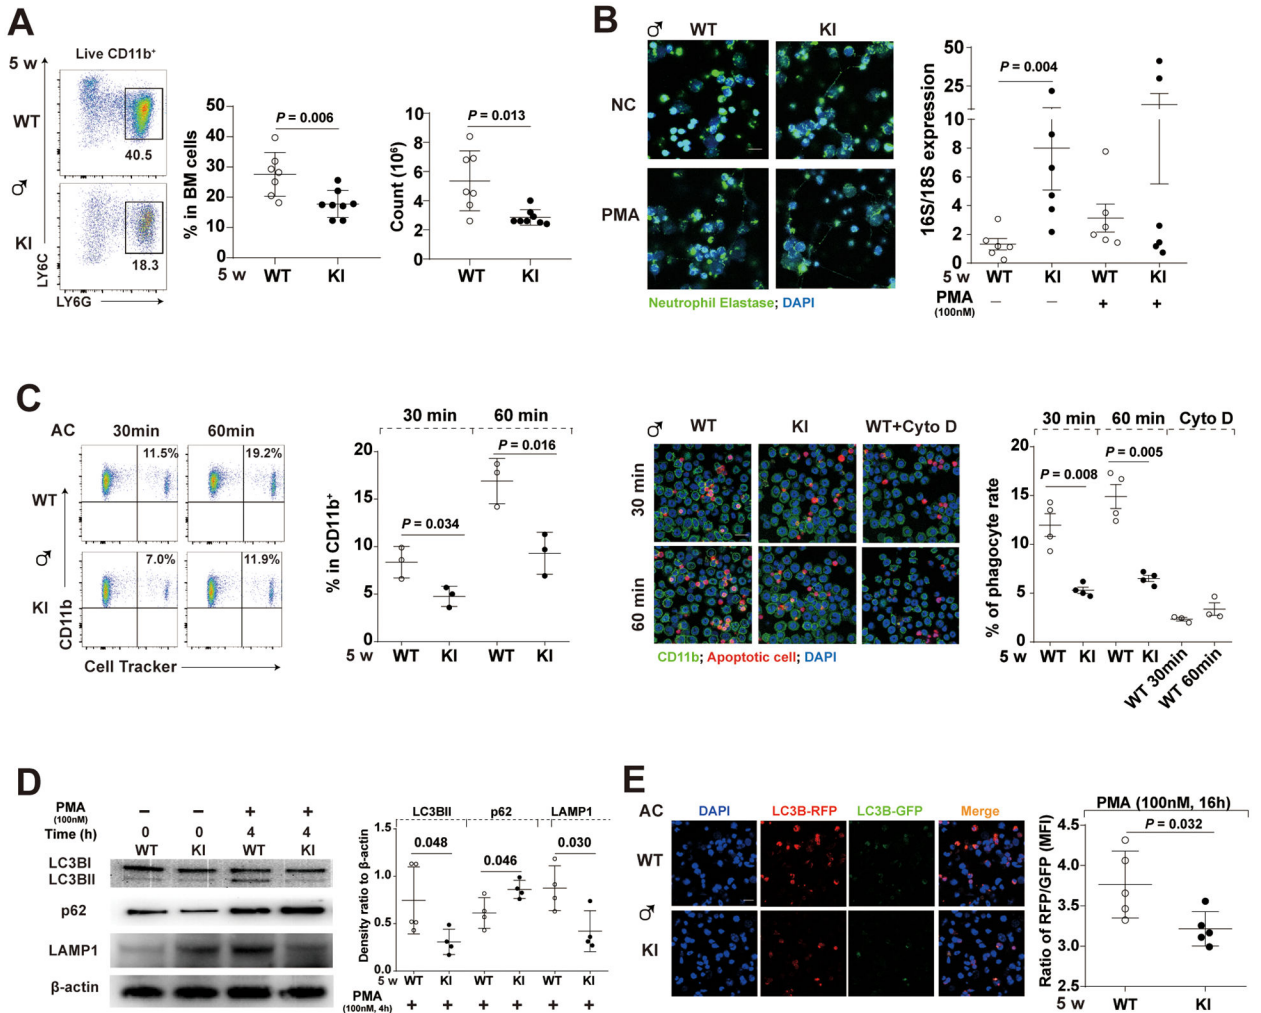 A
Live CD11b⁺
5 w
WT
40.5
♂
KI
18.3
LY6C
LY6G
% in BM cells
50
40
30
20
10
0
P = 0.006
5 w WT KI
Count (10⁶)
10
8
6
4
2
0
P = 0.013
WT KI
B
♂ WT KI
NC
PMA
Neutrophil Elastase; DAPI
16S/18S expression
50
25
10
8
6
4
2
0
P = 0.004
5 w WT KI WT KI
PMA (100nM) – – + +
C
AC 30min 60min
WT 11.5% 19.2%
♂
KI 7.0% 11.9%
CD11b
Cell Tracker
30 min 60 min
% in CD11b⁺
20
15
10
5
0
P = 0.034
P = 0.016
5 w WT KI WT KI
♂ WT KI WT+Cyto D
30 min
60 min
CD11b; Apoptotic cell; DAPI
30 min 60 min Cyto D
% of phagocyte rate
20
15
10
5
0
P = 0.008
P = 0.005
5 w WT KI WT KI WT 30min WT 60min
D
PMA (100nM) – – + +
Time (h) 0 0 4 4
WT KI WT KI
LC3BI
LC3BII
p62
LAMP1
β-actin
LC3BII p62 LAMP1
Density ratio to β-actin
1.5
1.0
0.5
0.0
0.048
0.046
0.030
5 w WT KI WT KI WT KI
PMA (100nM, 4h) + + + + + +
E
AC DAPI LC3B-RFP LC3B-GFP Merge
WT
♂
KI
PMA (100nM, 16h)
Ratio of RFP/GFP (MFI)
4.5
4.0
3.5
3.0
2.5
P = 0.032
5 w WT KI